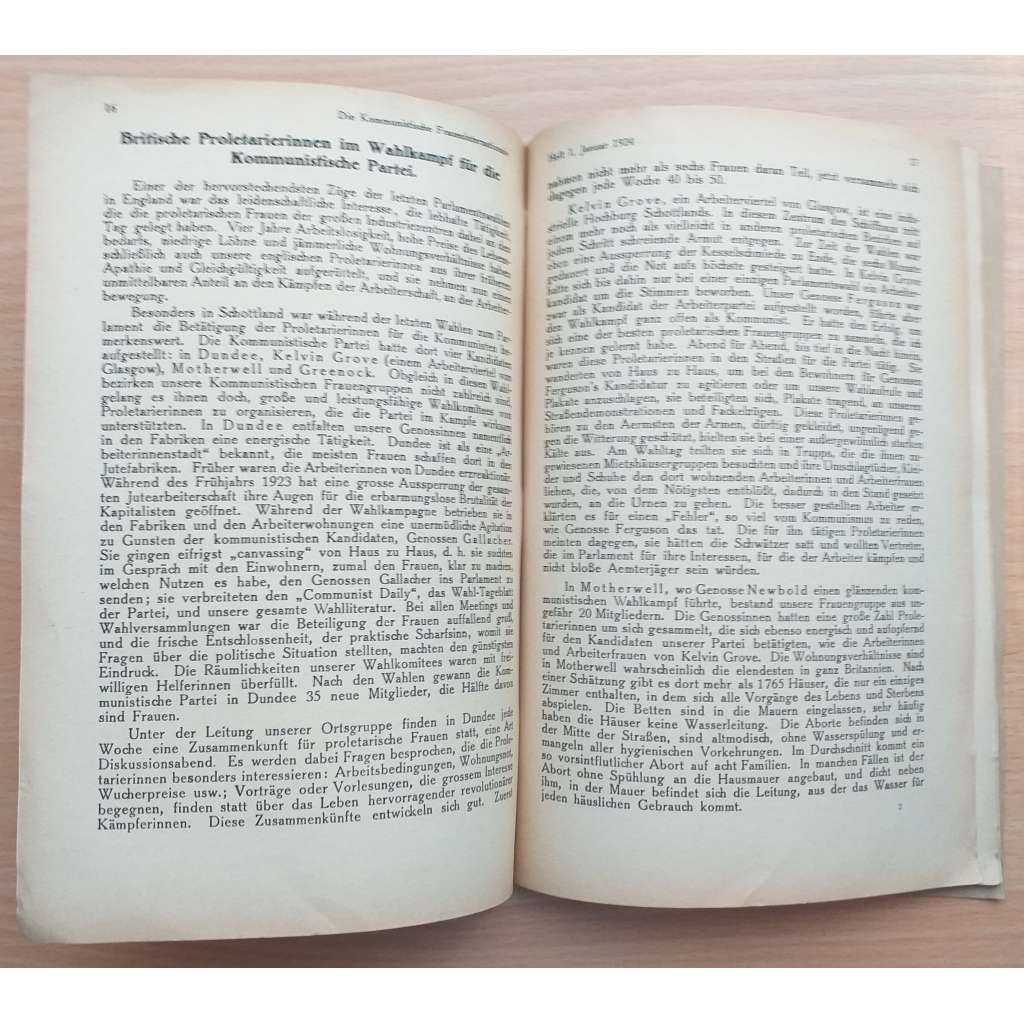 26
Die Kommunistische Fraueninternationale
Britische Proletarierinnen im Wahlkampf für die
Kommunistische Partei.
Einer der hervorstechendsten Züge der letzten Parlamentswahlen
in England war das leidenschaftliche Interesse, die lebhafte Tätigkeit,
die die proletarischen Frauen der großen Industriezentren dabei an den
Tag gelegt haben. Vier Jahre Arbeitslosigkeit, hohe Preise des Lebens-
bedarfs, niedrige Löhne und jämmerliche Wohnungsverhältnisse haben
schließlich auch unsere englischen Proletarierinnen aus ihrer früheren
Apathie und Gleichgültigkeit aufgerüttelt, und sie nehmen nun einen
unmittelbaren Anteil an den Kämpfen der Arbeiterschaft, an der Arbeiter-
bewegung.
Besonders in Schottland war während der letzten Wahlen zum Par-
lament die Betätigung der Proletarierinnen für die Kommunisten be-
merkenswert. Die Kommunistische Partei hatte dort vier Kandidaten
aufgestellt: in Dundee, Kelvin Grove (einem Arbeiterviertel von
Glasgow), Motherwell und Greenock. Obgleich in diesen Wahl-
bezirken unsere Kommunistischen Frauengruppen nicht zahlreich sind,
gelang es ihnen doch, große und leistungsfähige Wahlkomitees von
Proletarierinnen zu organisieren, die die Partei im Kampfe wirksam
unterstützten. In Dundee entfalten unsere Genossinnen namentlich
in den Fabriken eine energische Tätigkeit. Dundee ist als eine „Ar-
beiterinnenstadt" bekannt, die meisten Frauen schaffen dort in der
Jutefabriken. Früher waren die Arbeiterinnen von Dundee erzreaktionär.
Während des Frühjahrs 1923 hat eine grosse Aussperrung der gesam-
ten Jutearbeiterschaft ihre Augen für die erbarmungslose Brutalität der
Kapitalisten geöffnet. Während der Wahlkampagne betrieben sie in
den Fabriken und den Arbeiterwohnungen eine unermüdliche Agitation
zu Gunsten der kommunistischen Kandidaten, Genossen Gallacher.
Sie gingen eifrigst „canvassing" von Haus zu Haus, d. h. sie suchten
im Gespräch mit den Einwohnern, zumal den Frauen, klar zu machen,
welchen Nutzen es habe, den Genossen Gallacher ins Parlament zu
senden; sie verbreiteten den „Communist Daily", das Wahl-Tageblatt
der Partei, und unsere gesamte Wahlliteratur. Bei allen Meetings und
Wahlversammlungen war die Beteiligung der Frauen auffallend groß,
und die frische Entschlossenheit, der praktische Scharfsinn, womit sie
Fragen über die politische Situation stellten, machten den günstigsten
Eindruck. Die Räumlichkeiten unserer Wahlkomitees waren mit frei-
willigen Helferinnen überfüllt. Nach den Wahlen gewann die Kom-
munistische Partei in Dundee 35 neue Mitglieder, die Hälfte davon
sind Frauen.
Unter der Leitung unserer Ortsgruppe finden in Dundee jede
Woche eine Zusammenkunft für proletarische Frauen statt, eine Art
Diskussionsabend. Es werden dabei Fragen besprochen, die die Prole-
tarierinnen besonders interessieren: Arbeitsbedingungen, Wohnungsnot,
Wucherpreise usw.; Vorträge oder Vorlesungen, die grossem Interesse
begegnen, finden statt über das Leben hervorragender revolutionärer
Kämpferinnen. Diese Zusammenkünfte entwickeln sich gut. Zuerst
Heft 1, Januar 1924
27
nahmen nicht mehr als sechs Frauen daran Teil, jetzt versammeln sich
dagegen jede Woche 40 bis 50.
Kelvin Grove, ein Arbeiterviertel von Glasgow, ist eine indu-
strielle Hochburg Schottlands. In diesem Zentrum des Schiffbaus tritt
einem mehr noch als vielleicht in anderen proletarischen Bezirken auf
jedem Schritt schreiende Armut entgegen. Zur Zeit der Wahlen war
eben eine Aussperrung der Kesselschmiede zu Ende, die sechs Monate
gedauert und die Not aufs höchste gesteigert hatte. In Kelvin Grove
hatte sich bis dahin nur bei einer einzigen Parlamentswahl ein Arbeiter-
kandidat um die Stimmen beworben. Unser Genosse Ferguson war
zwar als Kandidat der Arbeiterpartei aufgestellt worden, führte aber
den Wahlkampf ganz offen als Kommunist. Er hatte den Erfolg, um
sich eine der besten proletarischen Frauengruppen zu sammeln, die ich
je kennen gelernt habe. Abend für Abend, bis tief in die Nacht hinein,
waren diese Proletarierinnen in den Straßen für die Partei tätig. Sie
wanderten von Haus zu Haus, um bei den Bewohnern für Genossen
Ferguson's Kandidatur zu agitieren oder um unsere Wahlaufrufe und
Plakate anzuschlagen, sie beteiligten sich, Plakate tragend, an unseren
Straßendemonstrationen und Fackelzügen. Diese Proletarierinnen ge-
hören zu den Aermsten der Armen, dürftig gekleidet, ungenügend ge-
gen die Witterung geschützt, hielten sie bei einer außergewöhnlich starken
Kälte aus. Am Wahltag teilten sie sich in Trupps, die die ihnen zu-
gewiesenen Mietshäusergruppen besuchten und ihre Umschlagtücher, Klei-
der und Schuhe den dort wohnenden Arbeiterinnen und Arbeiterfrauen
liehen, die, von dem Nötigsten entblößt, dadurch in den Stand gesetzt
wurden, an die Urnen zu gehen. Die besser gestellten Arbeiter er-
klärten es für einen „Fehler", so viel vom Kommunismus zu reden,
wie Genosse Ferguson das tat. Die für ihn tätigen Proletarierinnen
meinten dagegen, sie hätten die Schwätzer satt und wollten Vertreter,
die im Parlament für ihre Interessen, für die der Arbeiter kämpften und
nicht bloße Aemterjäger sein würden.
In Motherwell, wo Genosse Newbold einen glänzenden kom-
munistischen Wahlkampf führte, bestand unsere Frauengruppe aus un-
gefähr 20 Mitgliedern. Die Genossinnen hatten eine große Zahl Prole-
tarierinnen um sich gesammelt, die sich ebenso energisch und aufopfernd
für den Kandidaten unserer Partei betätigten, wie die Arbeiterinnen
und Arbeiterfrauen von Kelvin Grove. Die Wohnungsverhältnisse sind
in Motherwell wahrscheinlich die elendesten in ganz Britannien. Nach
einer Schätzung gibt es dort mehr als 1765 Häuser, die nur ein einziges
Zimmer enthalten, in dem sich alle Vorgänge des Lebens und Sterbens
abspielen. Die Betten sind in die Mauern eingelassen, sehr häufig
haben die Häuser keine Wasserleitung. Die Aborte befinden sich in
der Mitte der Straßen, sind altmodisch, ohne Wasserspülung und er-
mangeln aller hygienischen Vorkehrungen. Im Durchschnitt kommt ein
so vorsintflutlicher Abort auf acht Familien. In manchen Fällen ist der
Abort ohne Spühlung an die Hausmauer angebaut, und dicht neben
ihm, in der Mauer befindet sich die Leitung, aus der das Wasser für
jeden häuslichen Gebrauch kommt.
2